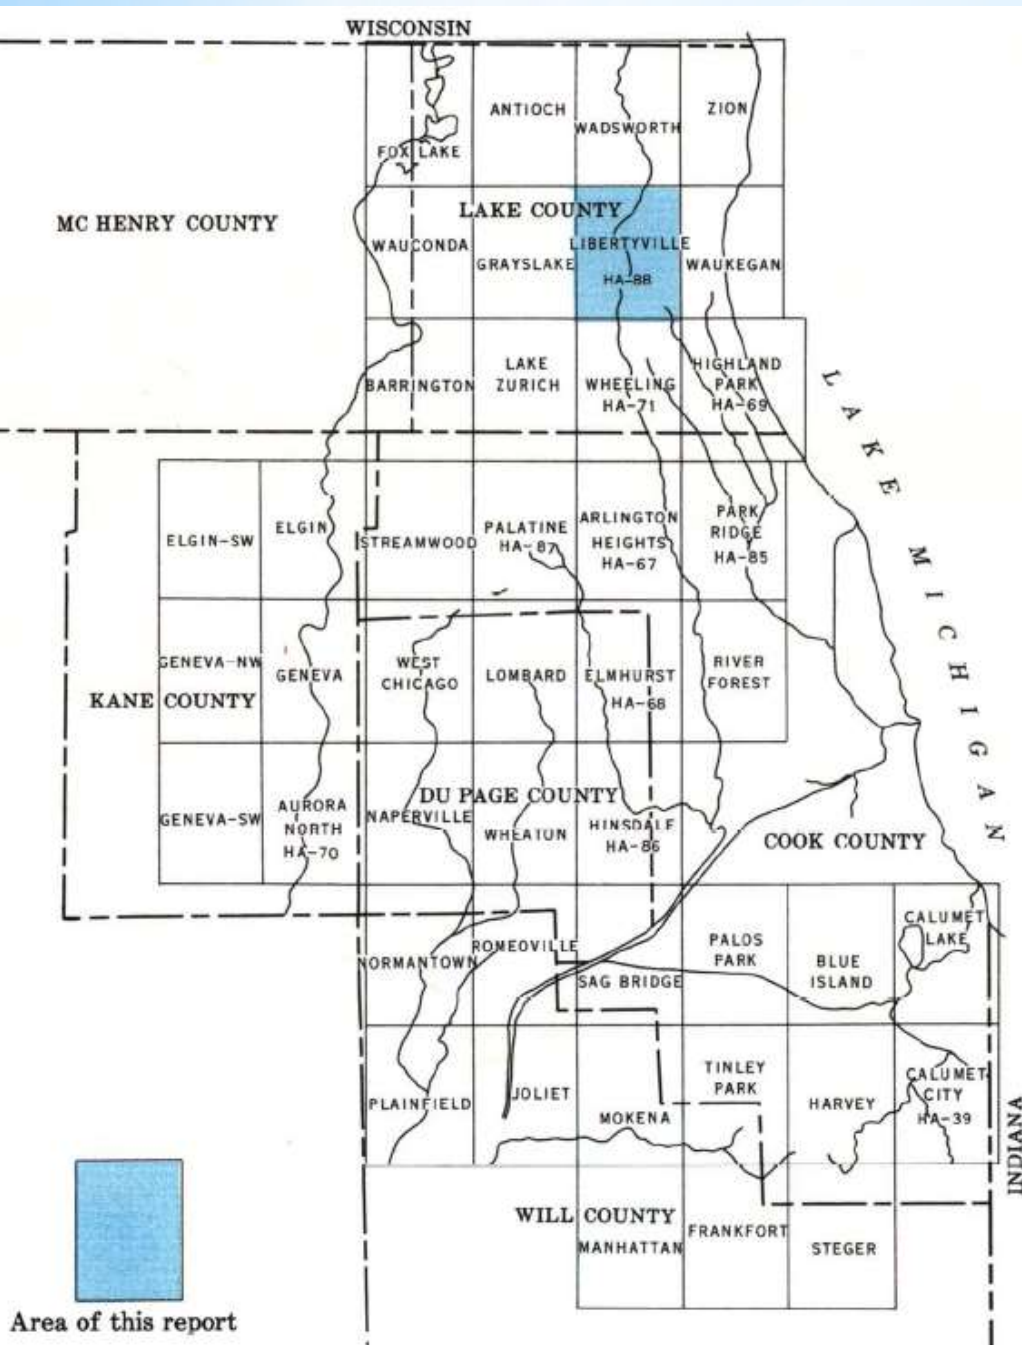 WISCONSIN
ANTIOCH
ZION
WADSWORTH
FOX LAKE
MC HENRY COUNTY
LAKE COUNTY
WAUCONDA
GRAYSLAKE
LIBERTYVILLE
HA-88
WAUKEGAN
BARRINGTON
LAKE
ZURICH
WHEELING
HA-71
HIGHLAND
PARK
HA-69
LAKE MICHIGAN
ELGIN-SW
ELGIN
STREAMWOOD
PALATINE
HA-87
ARLINGTON
HEIGHTS
HA-67
PARK
RIDGE
HA-85
GENEVA-NW
KANE COUNTY
GENEVA
WEST
CHICAGO
LOMBARD
ELMHURST
HA-68
RIVER
FOREST
GENEVA-SW
AURORA
NORTH
HA-70
DU PAGE COUNTY
NAPERVILLE
WHEATON
HINSDALE
HA-86
COOK COUNTY
NORMANTOWN
ROMEOVILLE
SAG BRIDGE
PALOS
PARK
BLUE
ISLAND
CALUMET
LAKE
PLAINFIELD
JOLIET
MOKENA
TINLEY
PARK
HARVEY
CALUMET
CITY
HA-39
INDIANA
WILL COUNTY
MANHATTAN
FRANKFORT
STEGER
Area of this report